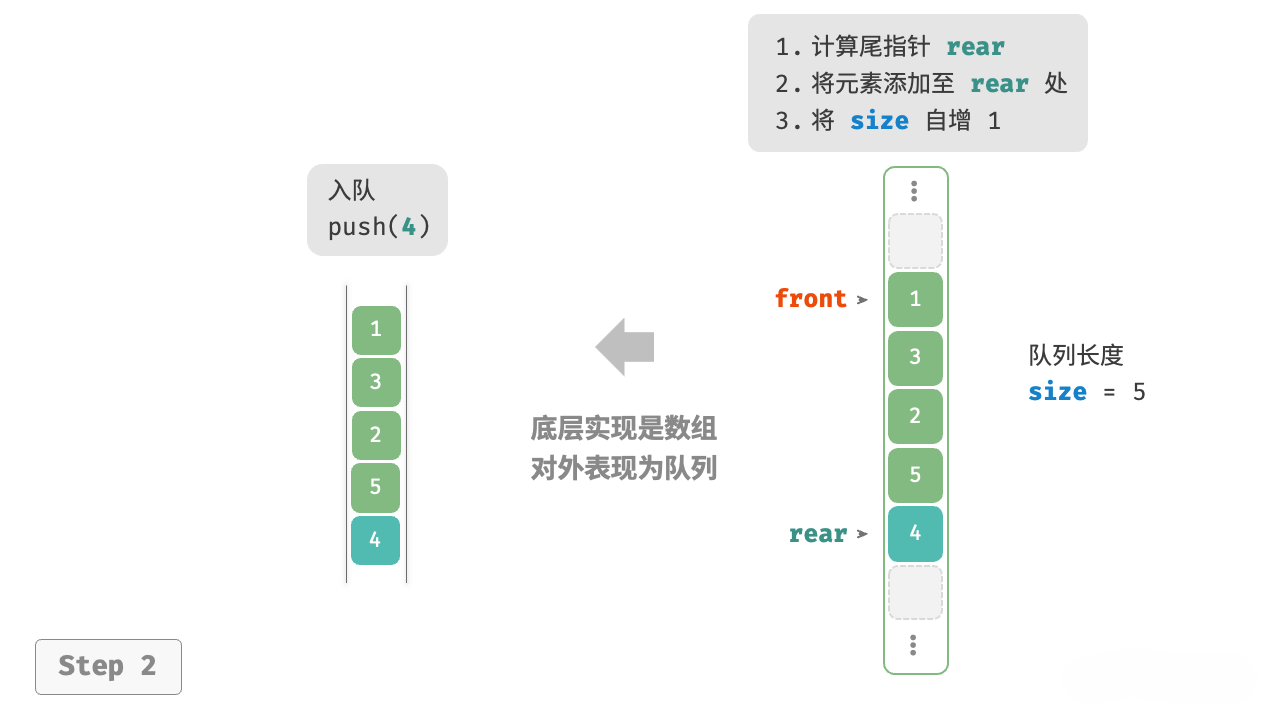 1. 计算尾指针 rear
2. 将元素添加至 rear 处
3. 将 size 自增 1
入队
push(4)
1
3
2
5
4
底层实现是数组
对外表现为队列
front
1
3
2
5
rear
4
队列长度
size = 5
Step 2